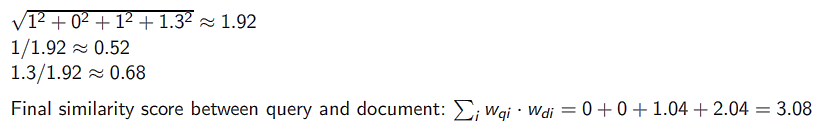 √1² + 0² + 1² + 1.3² ≈ 1.92
1/1.92 ≈ 0.52
1.3/1.92 ≈ 0.68
Final similarity score between query and document: ∑ᵢ w_qi · w_di = 0 + 0 + 1.04 + 2.04 = 3.08